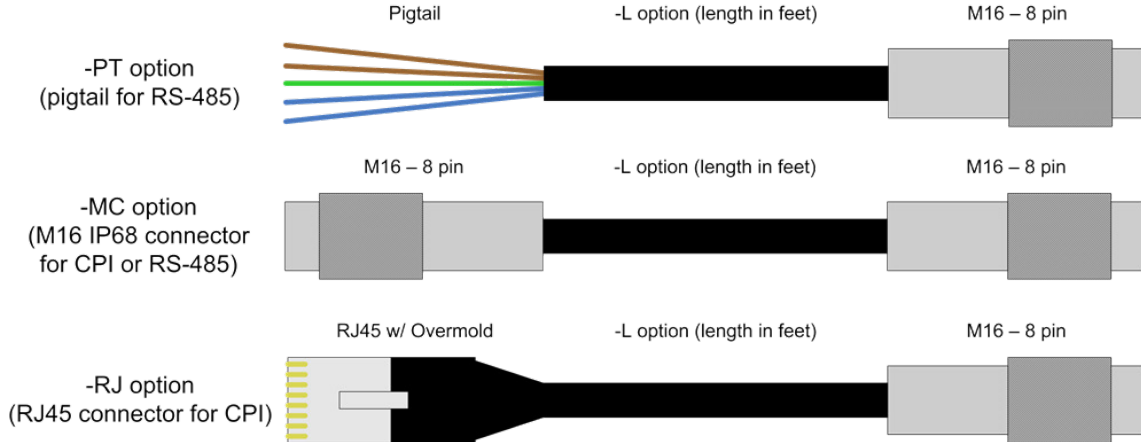 Pigtail
-L option (length in feet)
M16 – 8 pin
-PT option
(pigtail for RS-485)
M16 – 8 pin
-L option (length in feet)
M16 – 8 pin
-MC option
(M16 IP68 connector
for CPI or RS-485)
RJ45 w/ Overmold
-L option (length in feet)
M16 – 8 pin
-RJ option
(RJ45 connector for CPI)